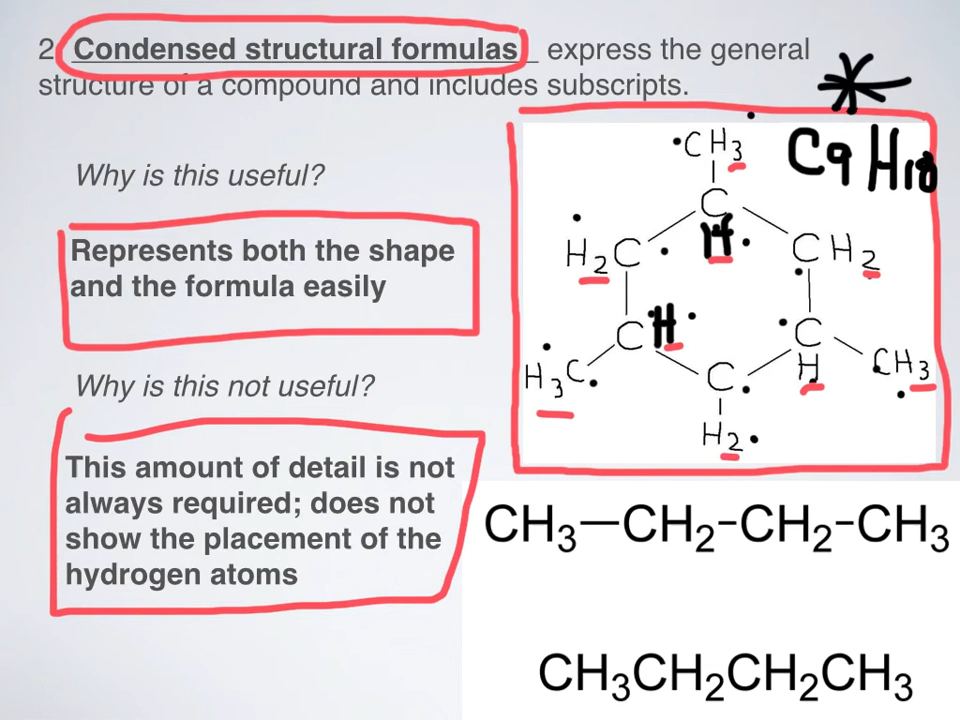 2. Condensed structural formulas express the general
structure of a compound and includes subscripts.
Why is this useful?
Represents both the shape
and the formula easily
Why is this not useful?
This amount of detail is not
always required; does not
show the placement of the
hydrogen atoms
C9 H18
CH3
C
H
H2C
CH2
CH
C
H
H3C
C
H2
CH3
CH3—CH2-CH2-CH3
CH3CH2CH2CH3